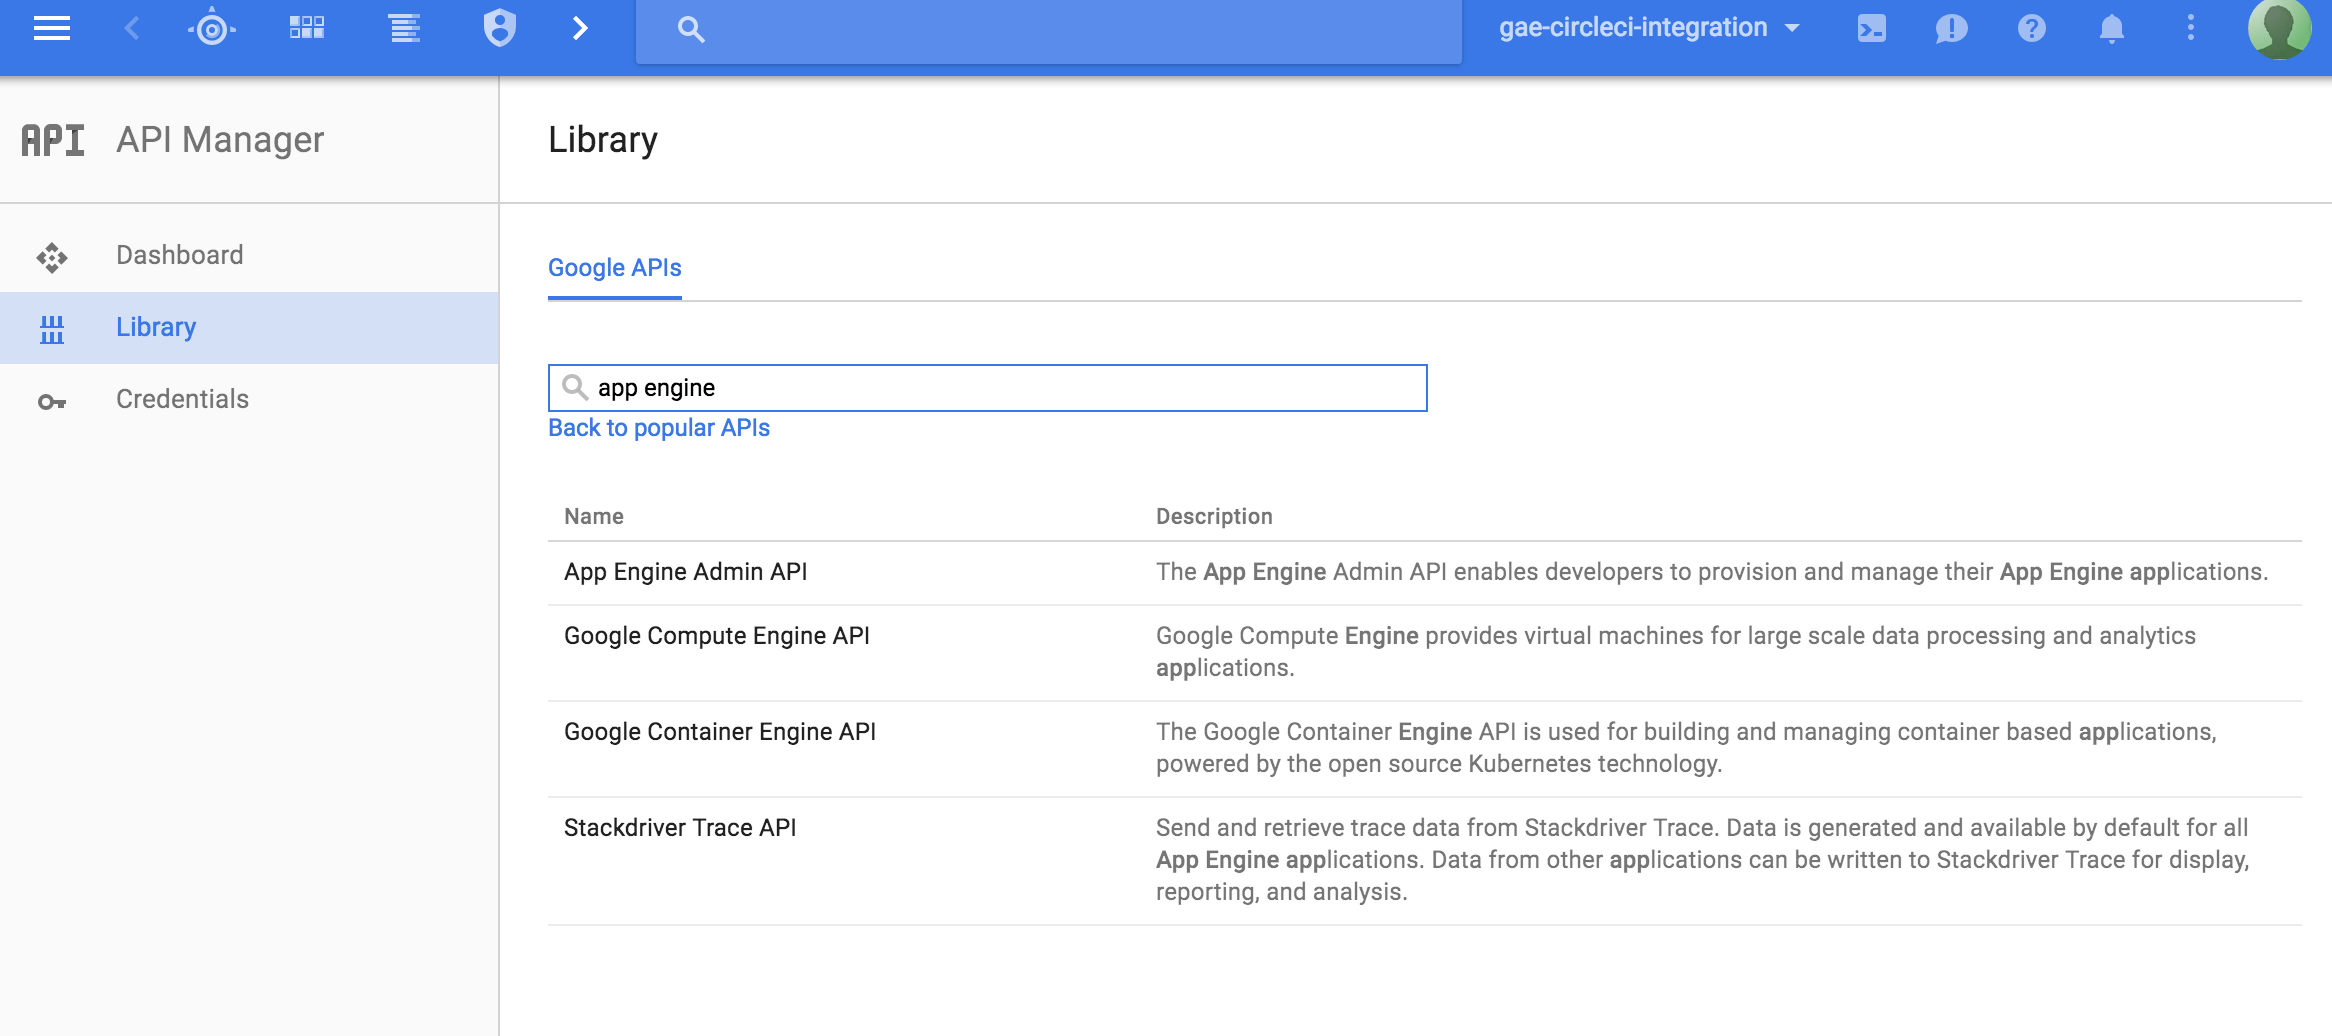 gae-circleci-integration
API API Manager
Library
Dashboard
Library
Credentials
Google APIs
app engine
Back to popular APIs
Name Description
App Engine Admin API The App Engine Admin API enables developers to provision and manage their App Engine applications.
Google Compute Engine API Google Compute Engine provides virtual machines for large scale data processing and analytics
applications.
Google Container Engine API The Google Container Engine API is used for building and managing container based applications,
powered by the open source Kubernetes technology.
Stackdriver Trace API Send and retrieve trace data from Stackdriver Trace. Data is generated and available by default for all
App Engine applications. Data from other applications can be written to Stackdriver Trace for display,
reporting, and analysis.